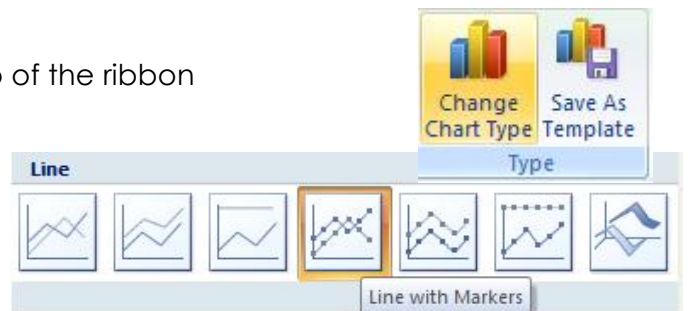 of the ribbon
Change
Chart Type
Save As
Template
Type
Line
Line with Markers